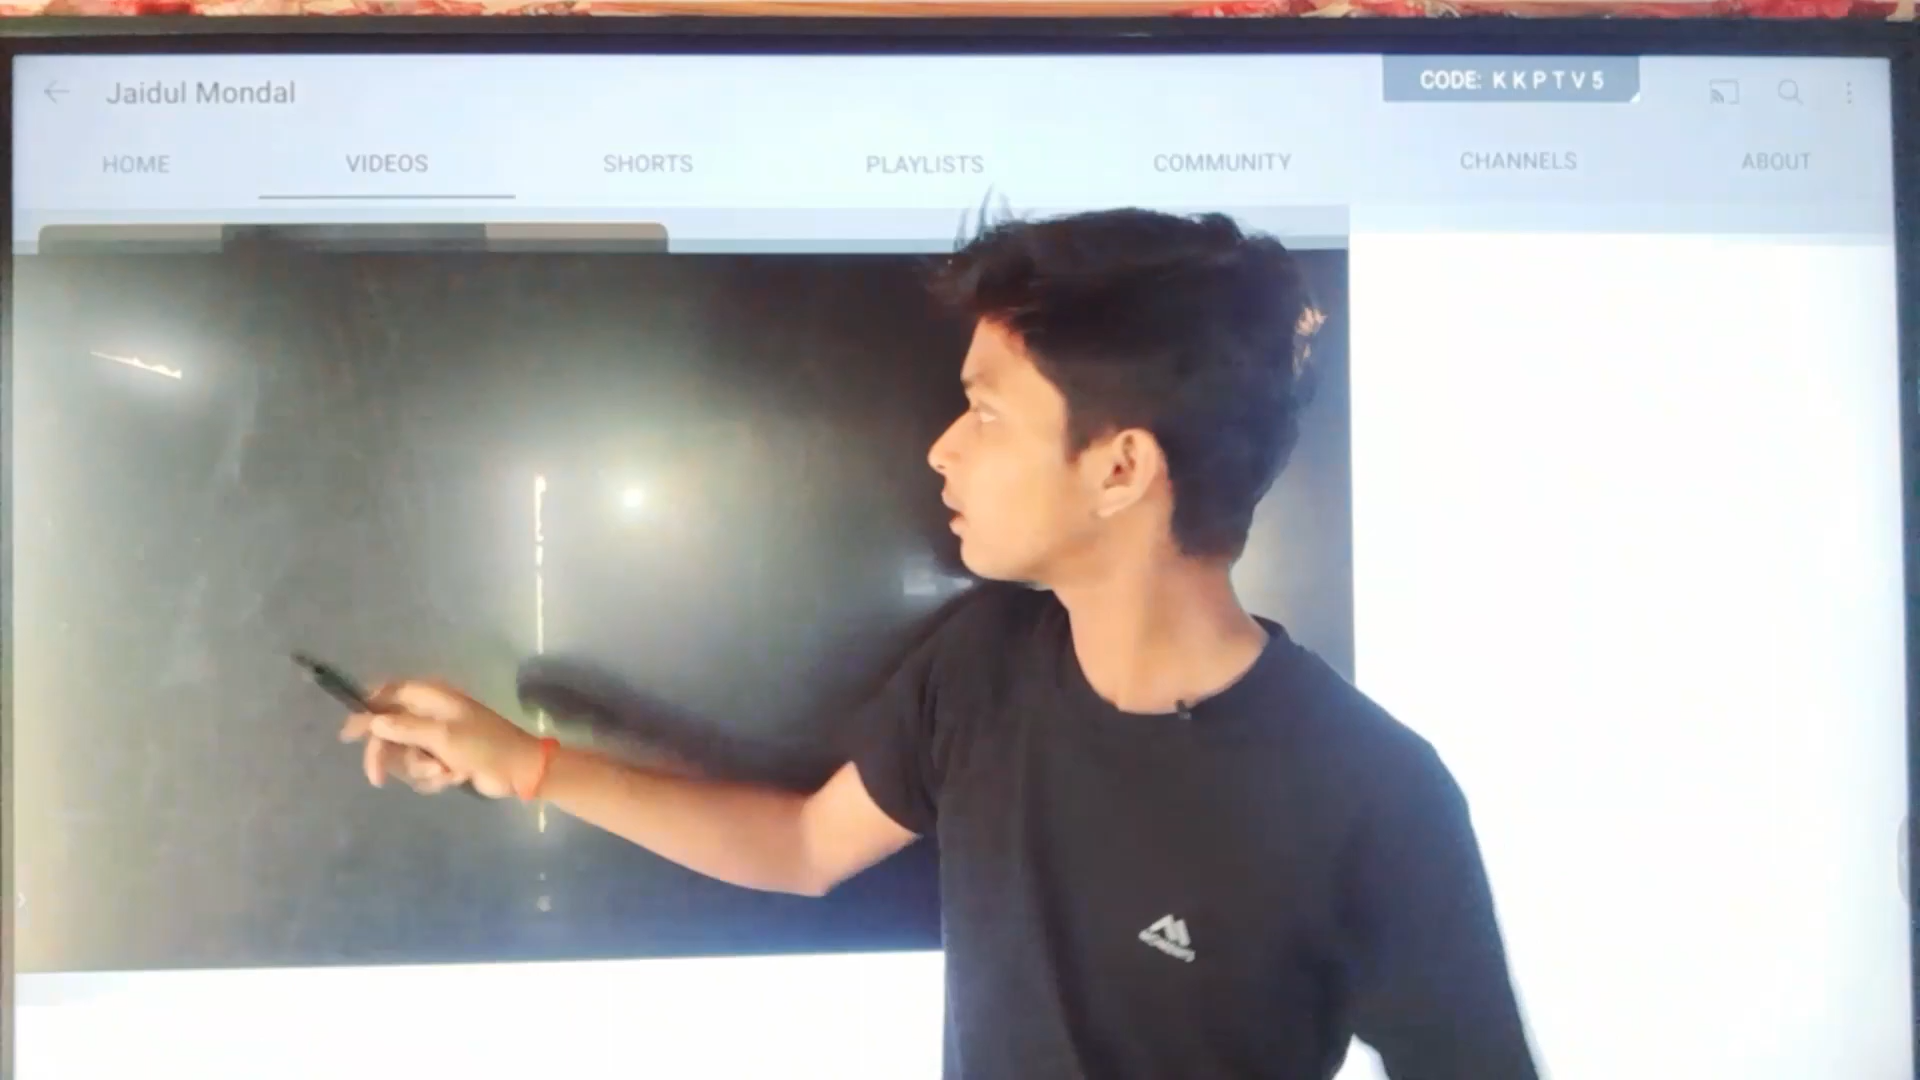 Jaidul Mondal
CODE: KKPTV5
HOME VIDEOS SHORTS PLAYLISTS COMMUNITY CHANNELS ABOUT